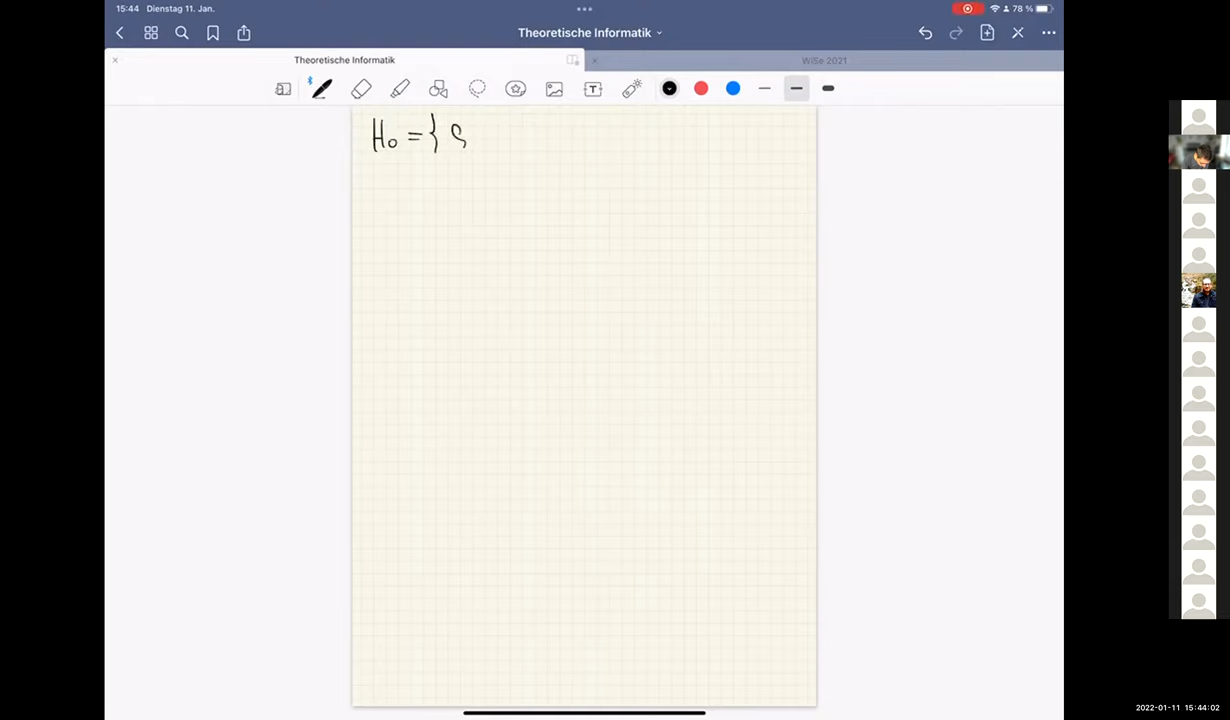 15:44 Dienstag 11. Jan.
78 %
Theoretische Informatik
Theoretische Informatik
WiSe 2021
T
H₀ = {
2022-01-11 15:44:02